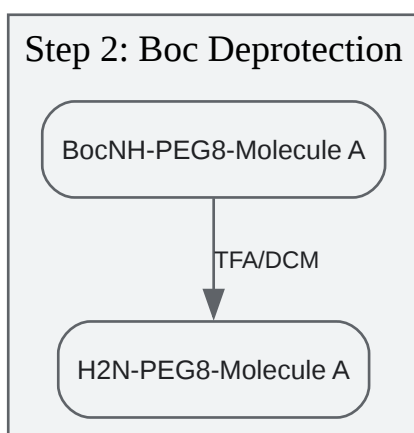 Step 2: Boc Deprotection
BocNH-PEG8-Molecule A
TFA/DCM
H2N-PEG8-Molecule A